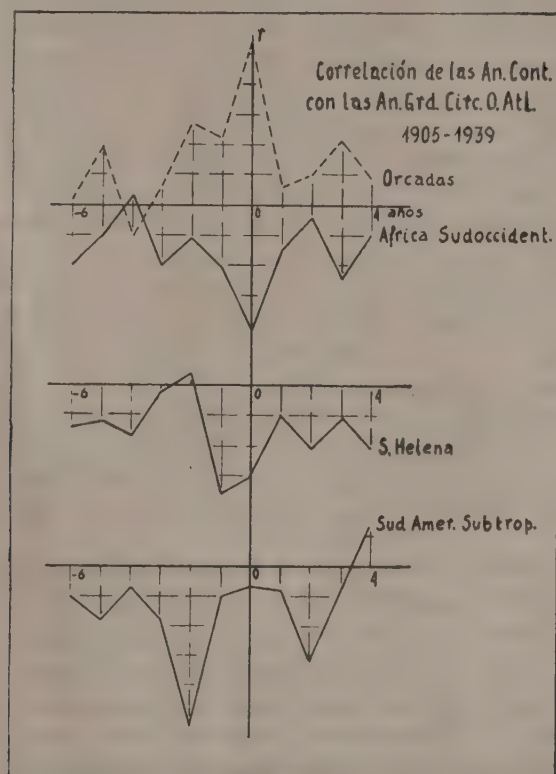 r
Correlación de las An. Cont.
con las An. Grd. Circ. O. Atl.
1905-1939
Orcadas
-6 0 4 años
Africa Sudoccident.
-6 0 4
S. Helena
Sud Amer. Subtrop.
-6 0 4